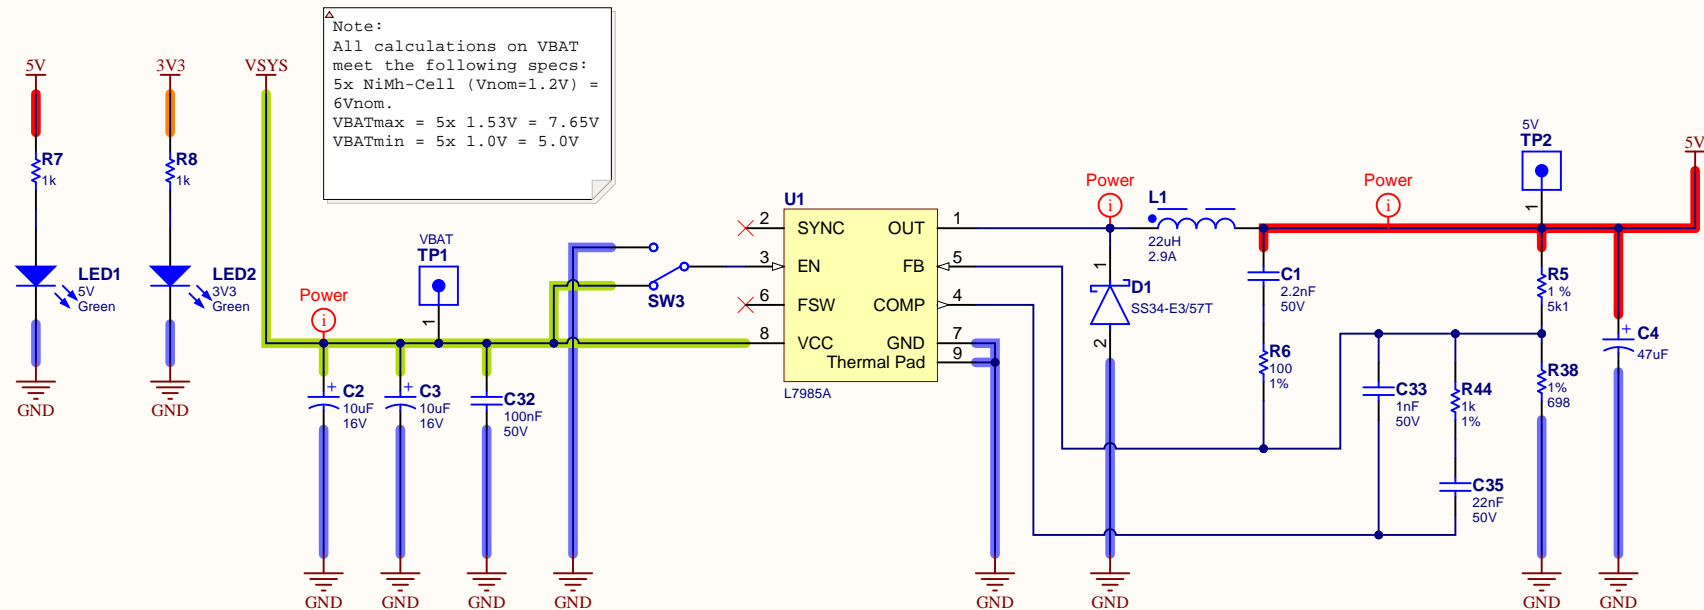 Note:
All calculations on VBAT
meet the following specs:
5x NiMh-Cell (Vnom=1.2V) =
6Vnom.
VBATmax = 5x 1.53V = 7.65V
VBATmin = 5x 1.0V = 5.0V
5V
R7
1k
LED1
5V
Green
GND
3V3
R8
1k
LED2
3V3
Green
GND
VSYS
Power
i
+
C2
10uF
16V
GND
+
C3
10uF
16V
GND
VBAT
TP1
1
C32
100nF
50V
GND
GND
SW3
U1
2 SYNC
3 EN
6 FSW
8 VCC
OUT 1
FB 5
COMP 4
GND 7
Thermal Pad 9
L7985A
GND
Power
i
1
D1
SS34-E3/57T
2
GND
L1
22uH
2.9A
C1
2.2nF
50V
R6
100
1%
Power
i
C33
1nF
50V
R44
1k
1%
C35
22nF
50V
5V
TP2
1
R5
1 %
5k1
R38
1%
698
GND
+
C4
47uF
GND
5V